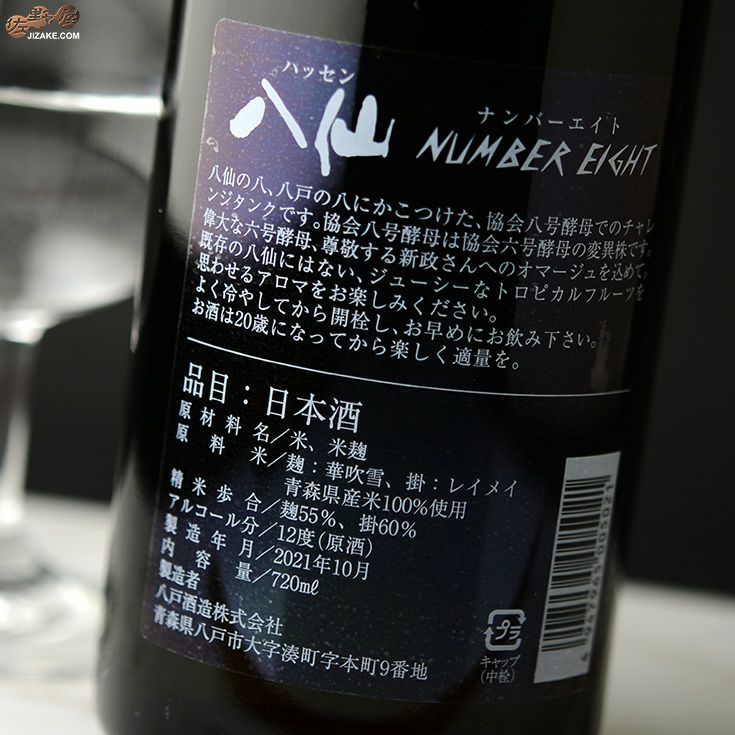 佐野屋
JIZAKE.COM
ハッセン
八仙
ナンバーエイト
NUMBER EIGHT
八仙の八、八戸の八にかこつけた、協会八号酵母でのチャレ
ンジタンクです。協会八号酵母は協会六号酵母の変異株です。
偉大な六号酵母、尊敬する新政さんへのオマージュを込めて。
既存の八仙にはない、ジューシーなトロピカルフルーツを
思わせるアロマをお楽しみください。
よく冷やしてから開栓し、お早めにお飲み下さい。
お酒は20歳になってから楽しく適量を。
品目：日本酒
原材料名／米、米麹
原料米／麹：華吹雪、掛：レイメイ
青森県産米100%使用
精米歩合／麹55%、掛60%
アルコール分／12度(原酒)
製造年月／2021年10月
内容量／720mℓ
製造者
八戸酒造株式会社
青森県八戸市大字湊町字本町9番地
プラ
キャップ
(中栓)